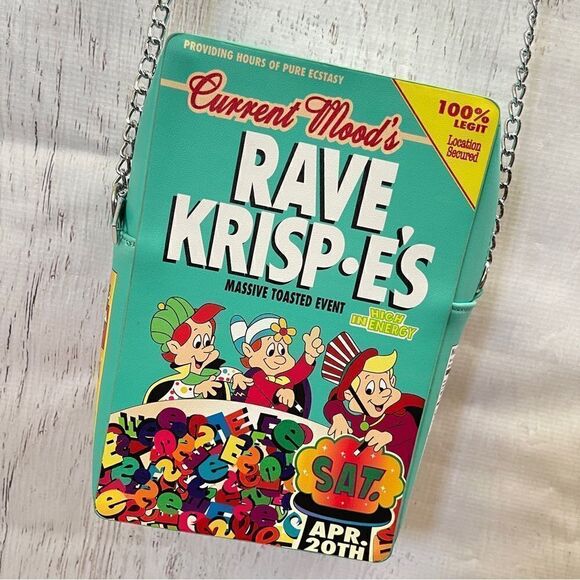 PROVIDING HOURS OF PURE ECSTASY
Current Mood's
100%
LEGIT
Location
Secured
RAVE
KRISP•E'S
MASSIVE TOASTED EVENT
HIGH
IN ENERGY
SAT.
APR.
20TH